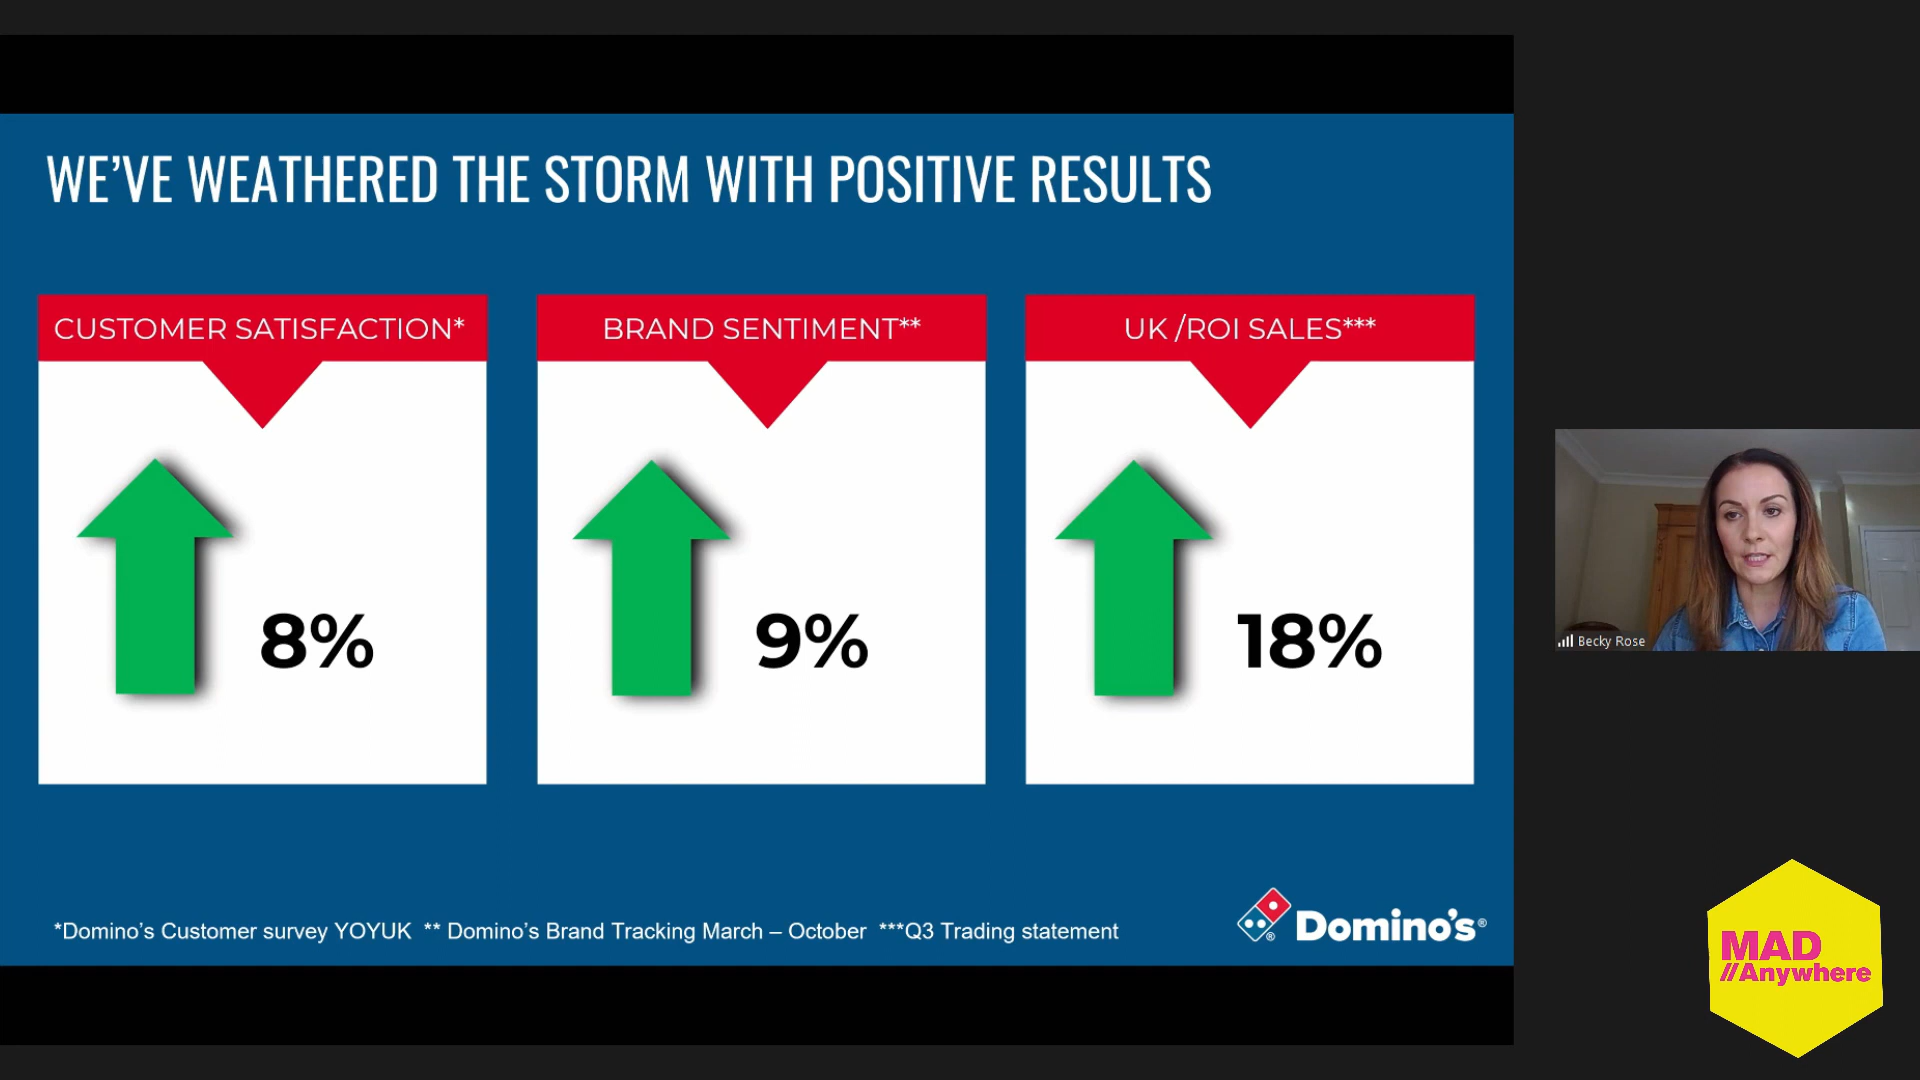 WE'VE WEATHERED THE STORM WITH POSITIVE RESULTS
CUSTOMER SATISFACTION*
8%
BRAND SENTIMENT**
9%
UK /ROI SALES***
18%
*Domino's Customer survey YOYUK ** Domino's Brand Tracking March – October ***Q3 Trading statement
Domino's®
Becky Rose
MAD
//Anywhere